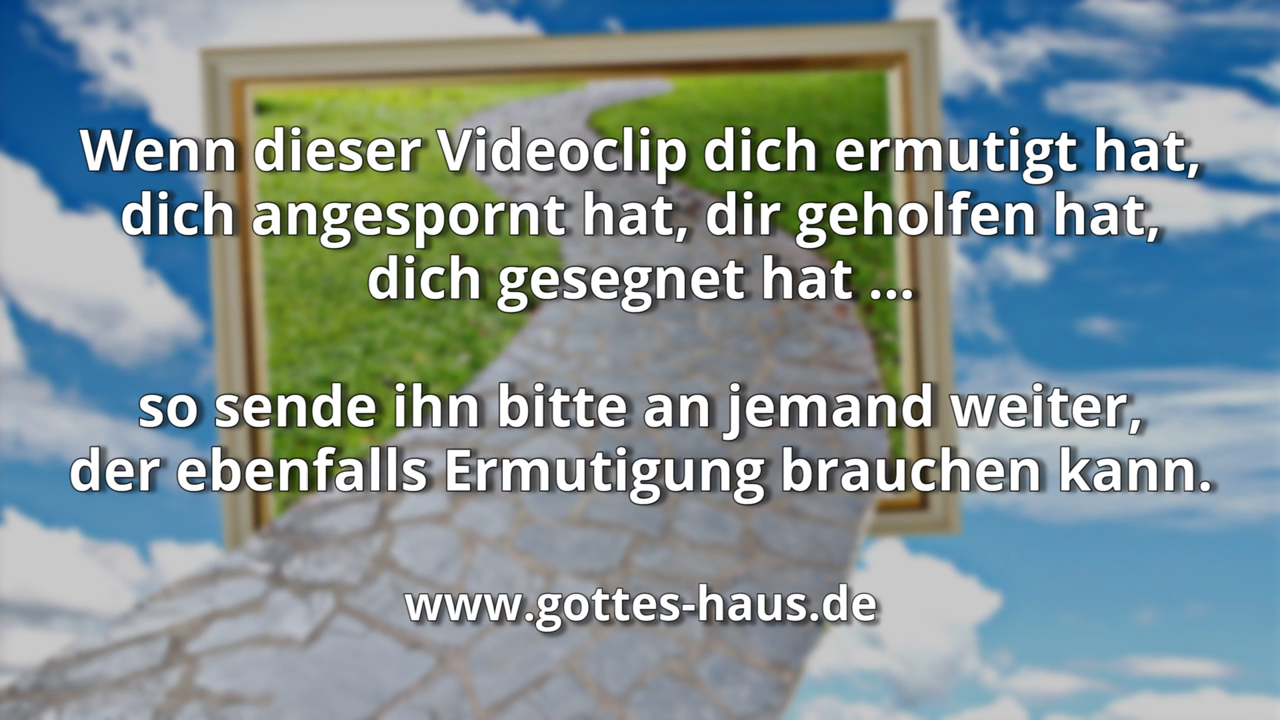 Wenn dieser Videoclip dich ermutigt hat,
dich angespornt hat, dir geholfen hat,
dich gesegnet hat ...
so sende ihn bitte an jemand weiter,
der ebenfalls Ermutigung brauchen kann.
www.gottes-haus.de